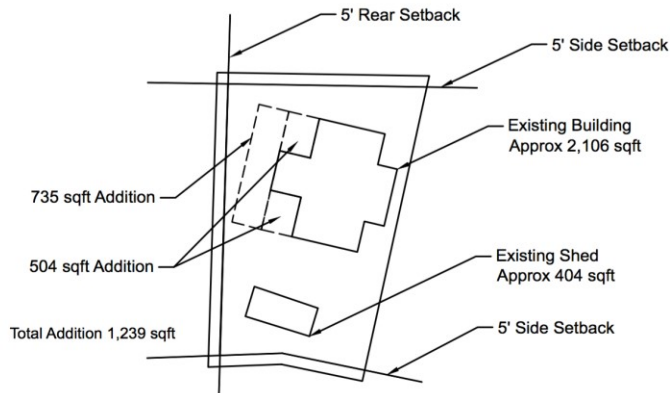 5' Rear Setback
5' Side Setback
Existing Building
Approx 2,106 sqft
735 sqft Addition
504 sqft Addition
Existing Shed
Approx 404 sqft
Total Addition 1,239 sqft
5' Side Setback